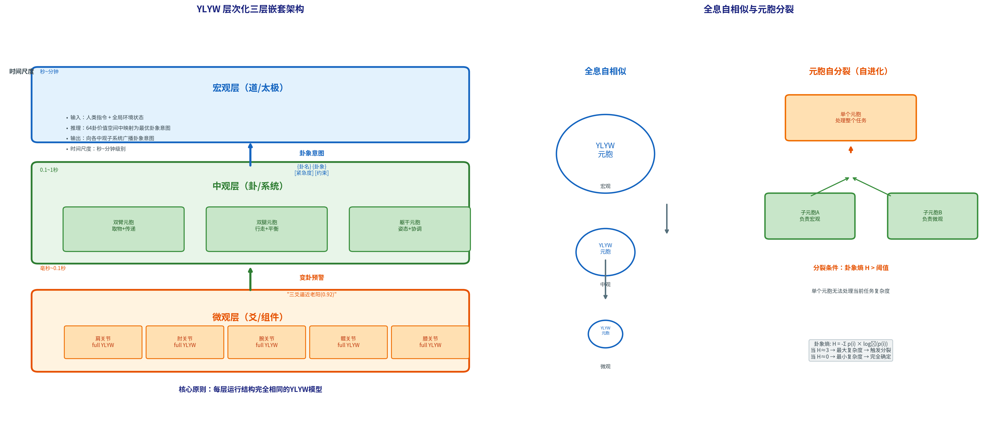 YLYW 层次化三层嵌套架构
时间尺度
秒~分钟
宏观层（道/太极）
• 输入：人类指令 + 全局环境状态
• 推理：64卦价值空间中映射为最优卦象意图
• 输出：向各中观子系统广播卦象意图
• 时间尺度：秒~分钟级别
卦象意图
{卦名} {卦象}
[紧急度] [约束]
0.1~1秒
中观层（卦/系统）
双臂元胞
取物+传递
双腿元胞
行走+平衡
躯干元胞
姿态+协调
毫秒~0.1秒
变卦预警
"三爻逼近老阳(0.92)"
微观层（爻/组件）
肩关节
full YLYW
肘关节
full YLYW
腕关节
full YLYW
髋关节
full YLYW
膝关节
full YLYW
核心原则：每层运行结构完全相同的YLYW模型
全息自相似与元胞分裂
全息自相似
YLYW
元胞
宏观
YLYW
元胞
中观
YLYW
元胞
微观
元胞自分裂（自进化）
单个元胞
处理整个任务
子元胞A
负责宏观
子元胞B
负责微观
分裂条件：卦象熵 H > 阈值
单个元胞无法处理当前任务复杂度
卦象熵: H = -Σ p(i) × log(p(i))
当 H≈3 → 最大复杂度 → 触发分裂
当 H≈0 → 最小复杂度 → 完全确定